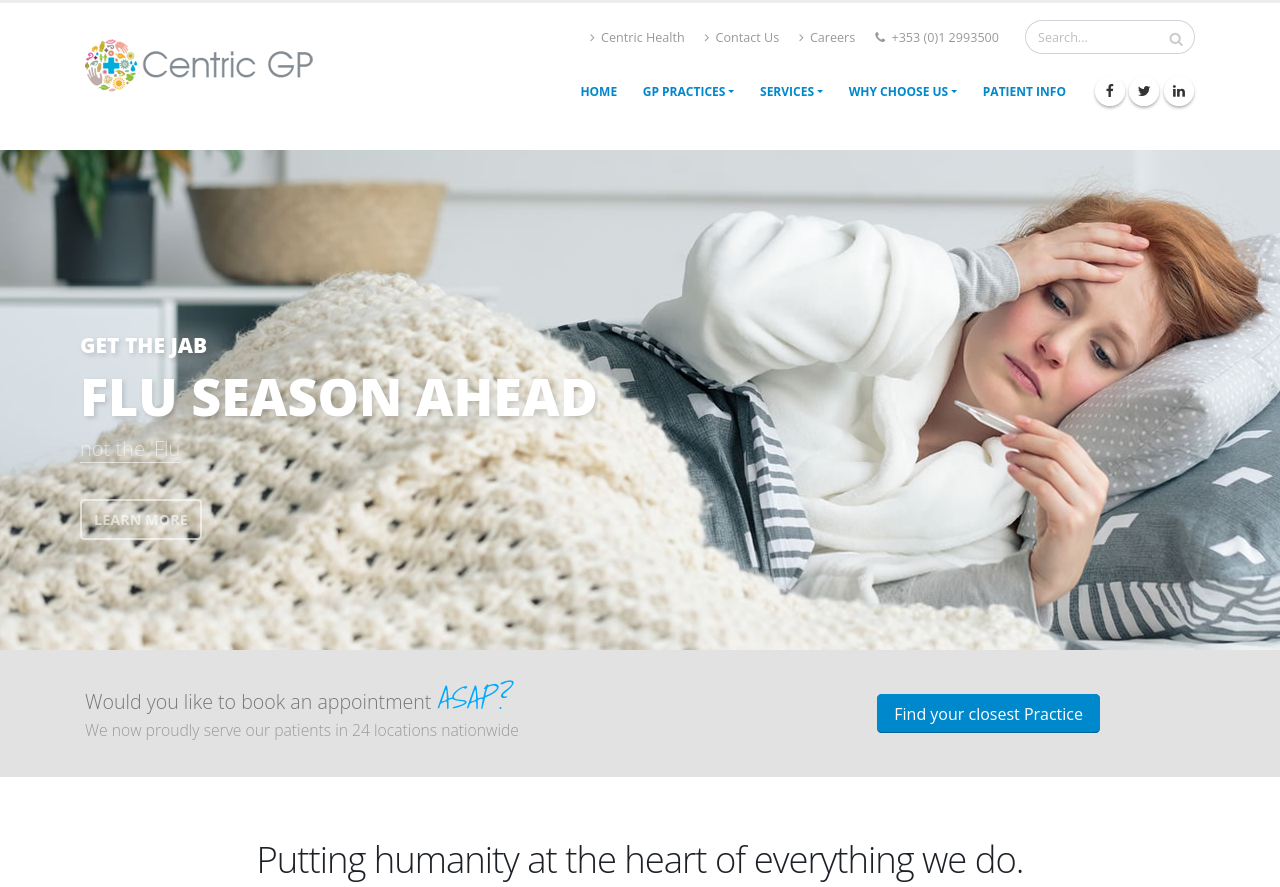 Centric GP
Centric Health
Contact Us
Careers
+353 (0)1 2993500
Search...
HOME
GP PRACTICES
SERVICES
WHY CHOOSE US
PATIENT INFO
GET THE JAB
FLU SEASON AHEAD
not the 'Flu'
LEARN MORE
Would you like to book an appointment ASAP?
We now proudly serve our patients in 24 locations nationwide
Find your closest Practice
Putting humanity at the heart of everything we do.